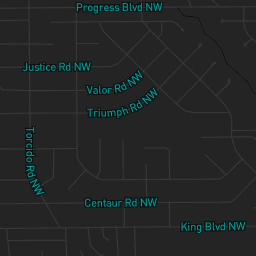 Progress Blvd NW
Justice Rd NW
Valor Rd NW
Triumph Rd NW
Torcido Rd NW
Centaur Rd NW
King Blvd NW